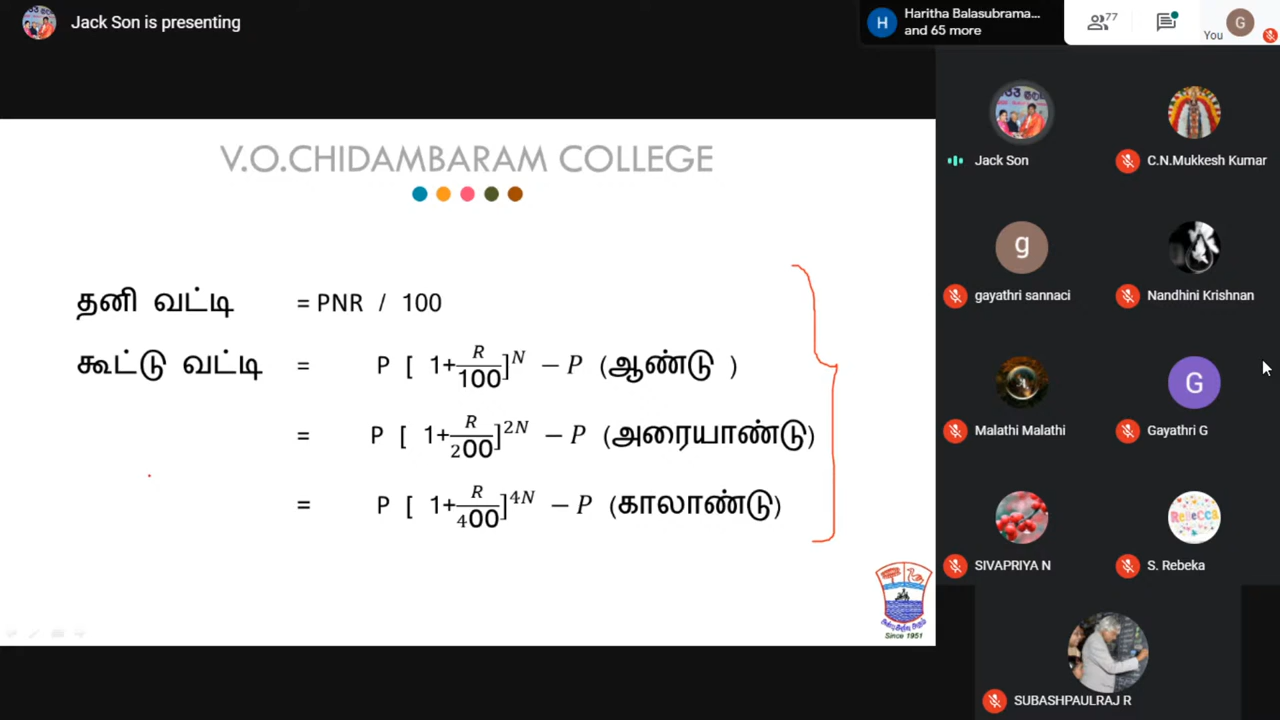 Jack Son is presenting
Haritha Balasubrama...
and 65 more
H
77
You
G
V.O.CHIDAMBARAM COLLEGE
தனி வட்டி = PNR / 100
கூட்டு வட்டி = P [ 1+R/100]^N − P (ஆண்டு )
= P [ 1+R/200]^2N − P (அரையாண்டு)
= P [ 1+R/400]^4N − P (காலாண்டு)
Since 1951
Jack Son
C.N.Mukkesh Kumar
g
gayathri sannaci
Nandhini Krishnan
Malathi Malathi
G
Gayathri G
SIVAPRIYA N
ReBeCCa
S. Rebeka
SUBASHPAULRAJ R